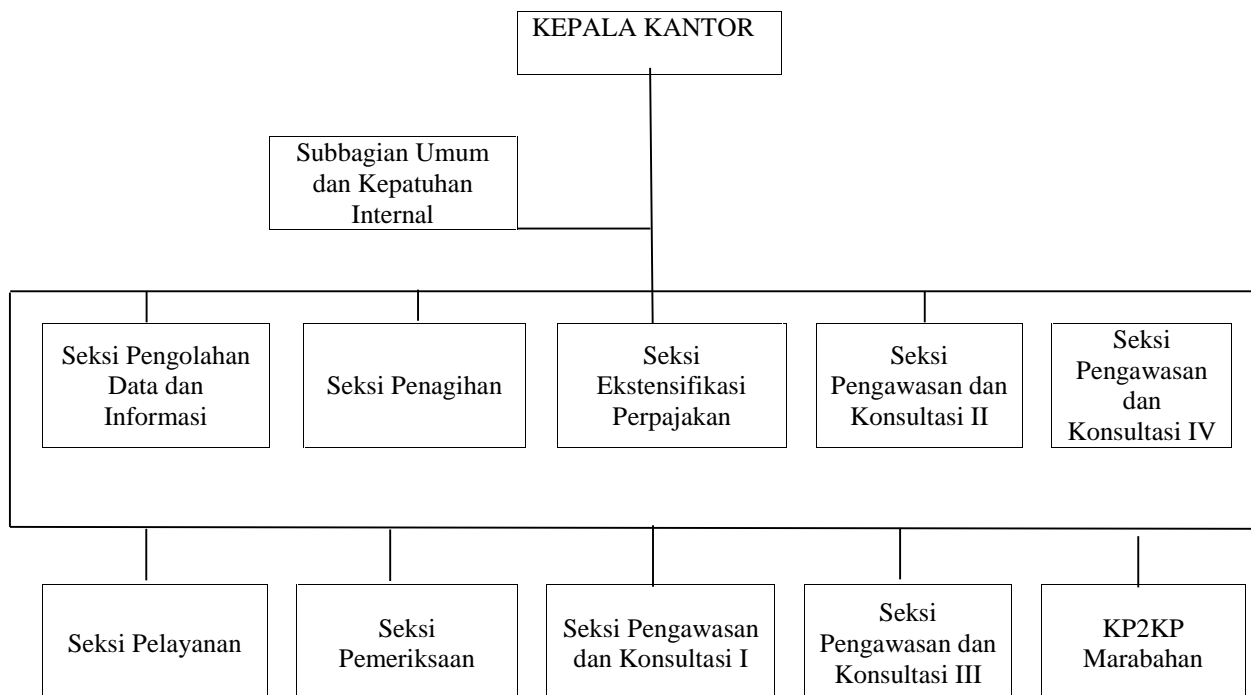 KEPALA KANTOR
Subbagian Umum
dan Kepatuhan
Internal
Seksi Pengolahan
Data dan
Informasi
Seksi Penagihan
Seksi
Ekstensifikasi
Perpajakan
Seksi
Pengawasan dan
Konsultasi II
Seksi
Pengawasan
dan
Konsultasi IV
Seksi Pelayanan
Seksi
Pemeriksaan
Seksi Pengawasan
dan Konsultasi I
Seksi
Pengawasan dan
Konsultasi III
KP2KP
Marabahan